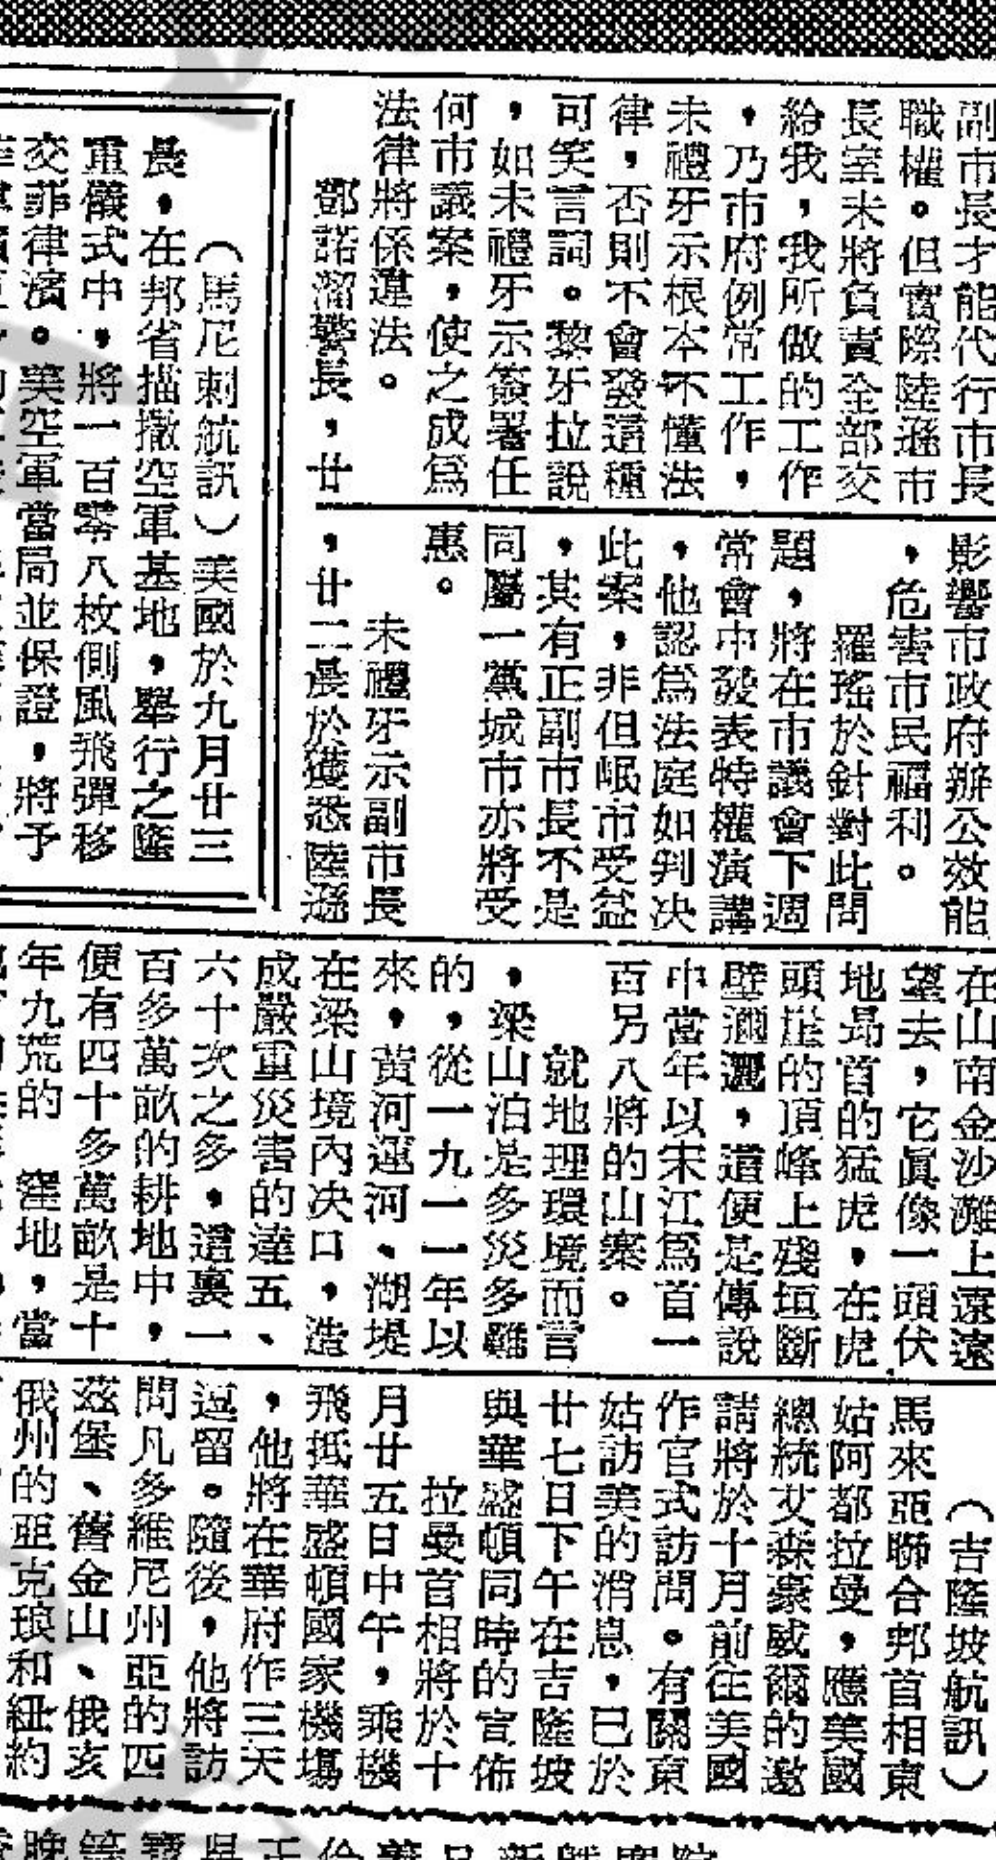 副市長才能代行市長
職權。但實際陸遜市
長室未將負責全部交
給我，我所做的工作
，乃市府例常工作，
未禮牙示根本不懂法
律，否則不會發這種
可笑言詞。黎牙拉說
，如未禮牙示簽署任
何市議案，使之成爲
法律將係違法。
鄧諾溜警長，廿
影響市政府辦公效能
，危害市民福利。
羅瑤於針對此問
題，將在市議會下週
常會中發表特權演講
，他認爲法庭如判决
此案，非但岷市受益
，其有正副市長不是
同屬一黨城市亦將受
惠。
未禮牙示副市長
，廿二晨於獲悉陸遜
（馬尼剌航訊）美國於九月廿三
晨，在邦省描撒空軍基地，舉行之隆
重儀式中，將一百零八枚側風飛彈移
交菲律濱。美空軍當局並保證，將予
在山南金沙灘上遠遠
望去，它眞像一頭伏
地昻首的猛虎，在虎
頭崖的頂峰上殘垣斷
壁邐迤，這便是傳說
中當年以宋江爲首一
百另八將的山寨。
就地理環境而言
，梁山泊是多災多難
的，從一九一一年以
來，黃河運河、湖堤
在梁山境內决口，造
成嚴重災害的達五、
六十次之多，這裏一
百多萬畝的耕地中，
便有四十多萬畝是十
年九荒的 窪地，當
（吉隆坡航訊）
馬來亞聯合邦首相東
姑阿都拉曼，應美國
總統艾森豪威爾的邀
請將於十月前往美國
作官式訪問。有關東
姑訪美的消息，已於
廿七日下午在吉隆坡
與華盛頓同時的宣佈
拉曼首相將於十
月廿五日中午，乘機
飛抵華盛頓國家機塲
，他將在華府作三天
逗留。隨後，他將訪
問凡多維尼州亞的四
茲堡、舊金山、俄亥
俄州的亞克琅和紐約